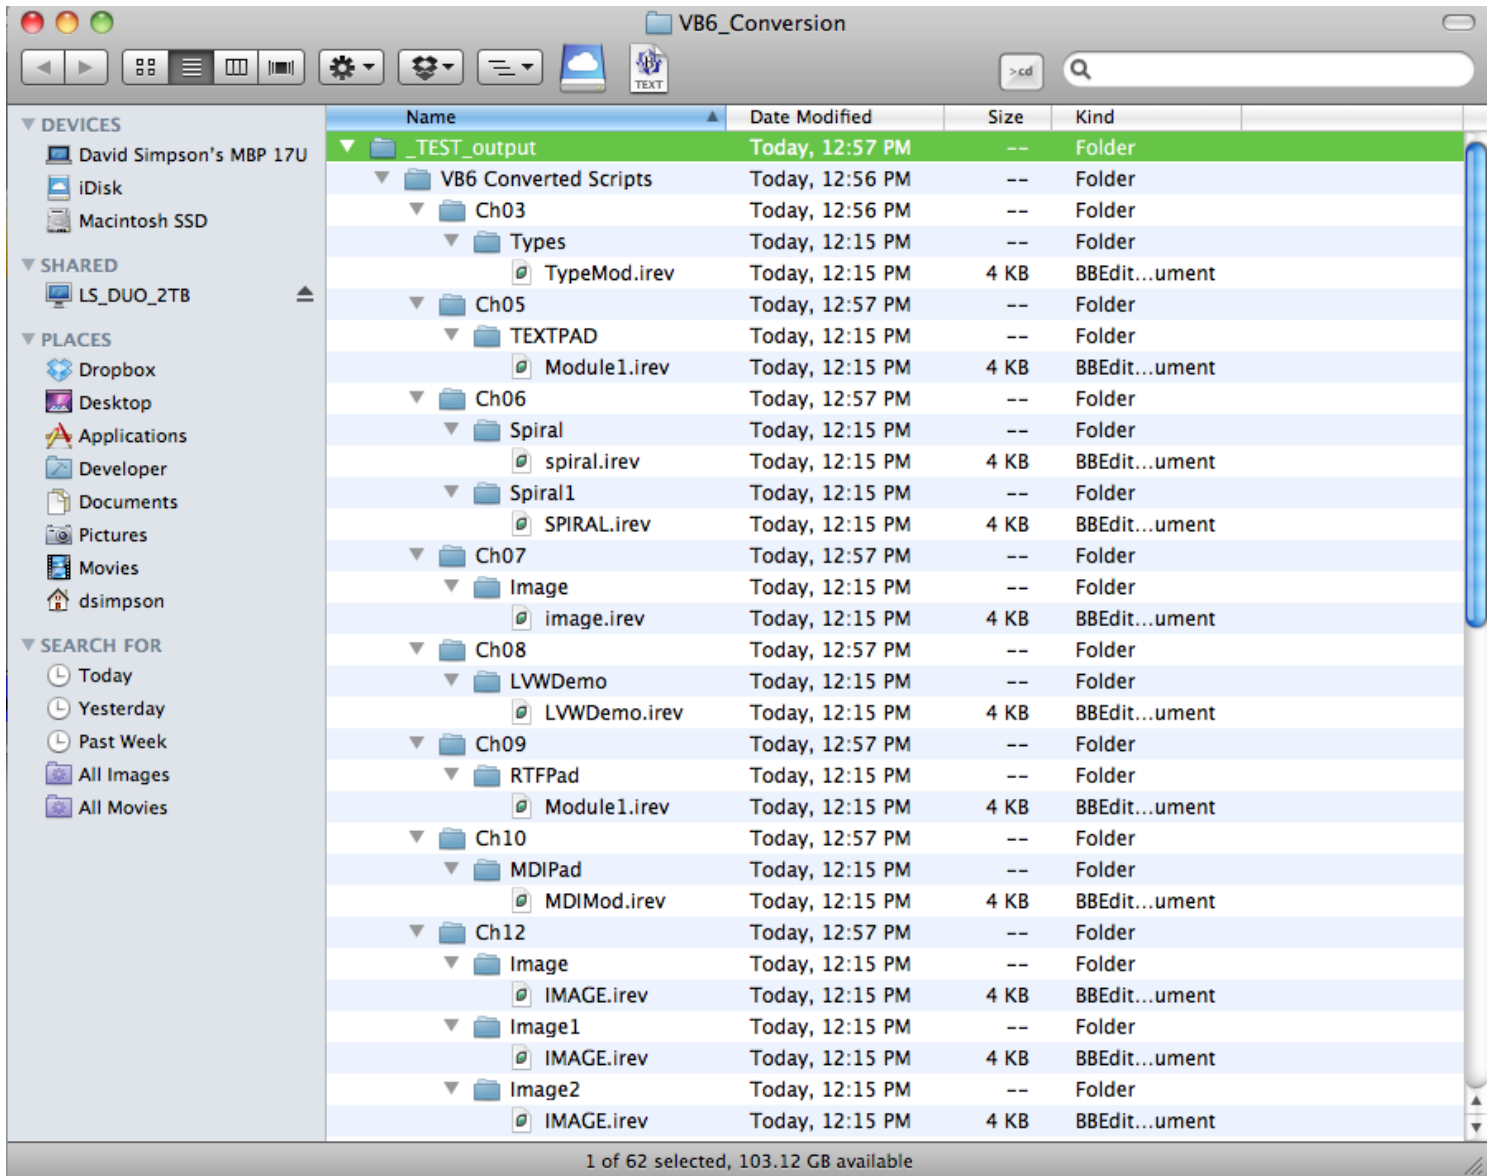 VB6_Conversion
TEXT
>cd
DEVICES
David Simpson's MBP 17U
iDisk
Macintosh SSD
SHARED
LS_DUO_2TB
PLACES
Dropbox
Desktop
Applications
Developer
Documents
Pictures
Movies
dsimpson
SEARCH FOR
Today
Yesterday
Past Week
All Images
All Movies
Name Date Modified Size Kind
_TEST_output Today, 12:57 PM -- Folder
VB6 Converted Scripts Today, 12:56 PM -- Folder
Ch03 Today, 12:56 PM -- Folder
Types Today, 12:15 PM -- Folder
TypeMod.irev Today, 12:15 PM 4 KB BBEdit...ument
Ch05 Today, 12:57 PM -- Folder
TEXTPAD Today, 12:15 PM -- Folder
Module1.irev Today, 12:15 PM 4 KB BBEdit...ument
Ch06 Today, 12:57 PM -- Folder
Spiral Today, 12:15 PM -- Folder
spiral.irev Today, 12:15 PM 4 KB BBEdit...ument
Spiral1 Today, 12:15 PM -- Folder
SPIRAL.irev Today, 12:15 PM 4 KB BBEdit...ument
Ch07 Today, 12:57 PM -- Folder
Image Today, 12:15 PM -- Folder
image.irev Today, 12:15 PM 4 KB BBEdit...ument
Ch08 Today, 12:57 PM -- Folder
LVWDemo Today, 12:15 PM -- Folder
LVWDemo.irev Today, 12:15 PM 4 KB BBEdit...ument
Ch09 Today, 12:57 PM -- Folder
RTFPad Today, 12:15 PM -- Folder
Module1.irev Today, 12:15 PM 4 KB BBEdit...ument
Ch10 Today, 12:57 PM -- Folder
MDIPad Today, 12:15 PM -- Folder
MDIMod.irev Today, 12:15 PM 4 KB BBEdit...ument
Ch12 Today, 12:57 PM -- Folder
Image Today, 12:15 PM -- Folder
IMAGE.irev Today, 12:15 PM 4 KB BBEdit...ument
Image1 Today, 12:15 PM -- Folder
IMAGE.irev Today, 12:15 PM 4 KB BBEdit...ument
Image2 Today, 12:15 PM -- Folder
IMAGE.irev Today, 12:15 PM 4 KB BBEdit...ument
1 of 62 selected, 103.12 GB available